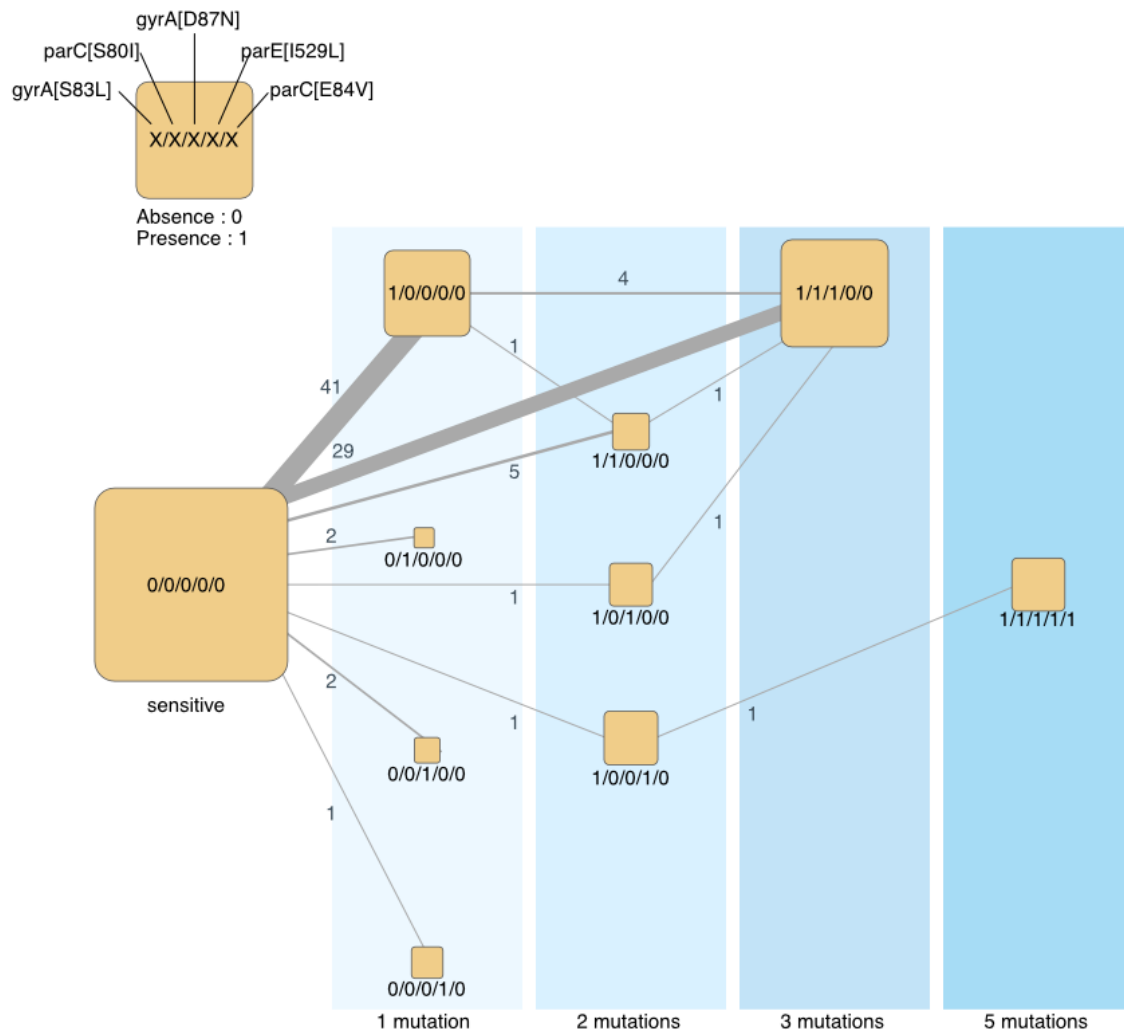 gyrA[D87N]
parC[S80I]
parE[I529L]
gyrA[S83L]
parC[E84V]
X/X/X/X/X
Absence : 0
Presence : 1
1/0/0/0/0
4
1/1/1/0/0
1
41
1
29
1/1/0/0/0
5
2
0/1/0/0/0
1
0/0/0/0/0
1
1/0/1/0/0
1/1/1/1/1
2
sensitive
1
1
0/0/1/0/0
1/0/0/1/0
1
0/0/0/1/0
1 mutation
2 mutations
3 mutations
5 mutations